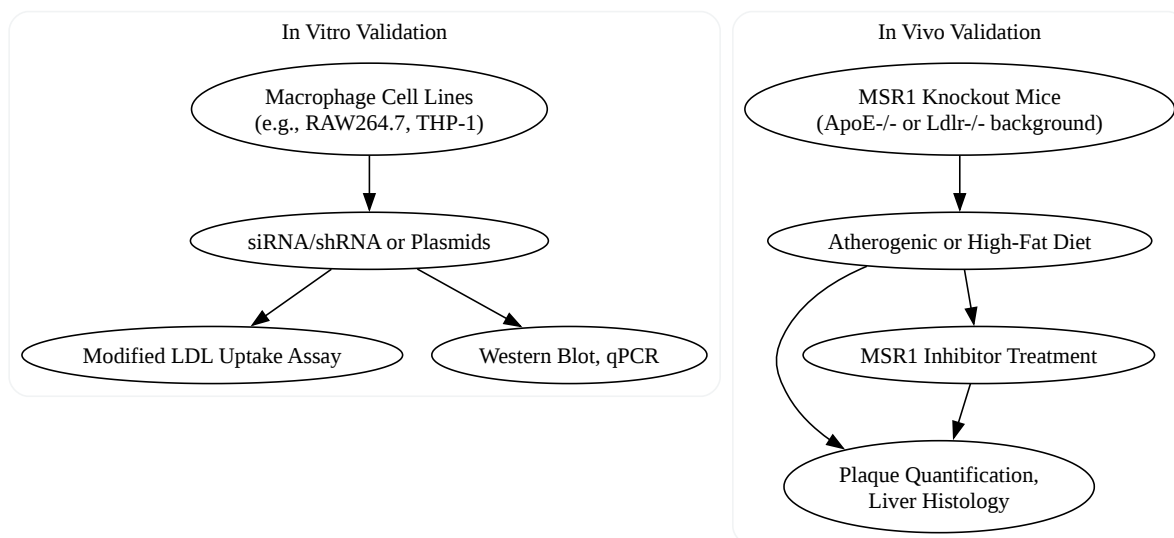 In Vitro Validation
Macrophage Cell Lines
(e.g., RAW264.7, THP-1)
siRNA/shRNA or Plasmids
Modified LDL Uptake Assay
Western Blot, qPCR
In Vivo Validation
MSR1 Knockout Mice
(ApoE-/- or Ldlr-/- background)
Atherogenic or High-Fat Diet
MSR1 Inhibitor Treatment
Plaque Quantification,
Liver Histology